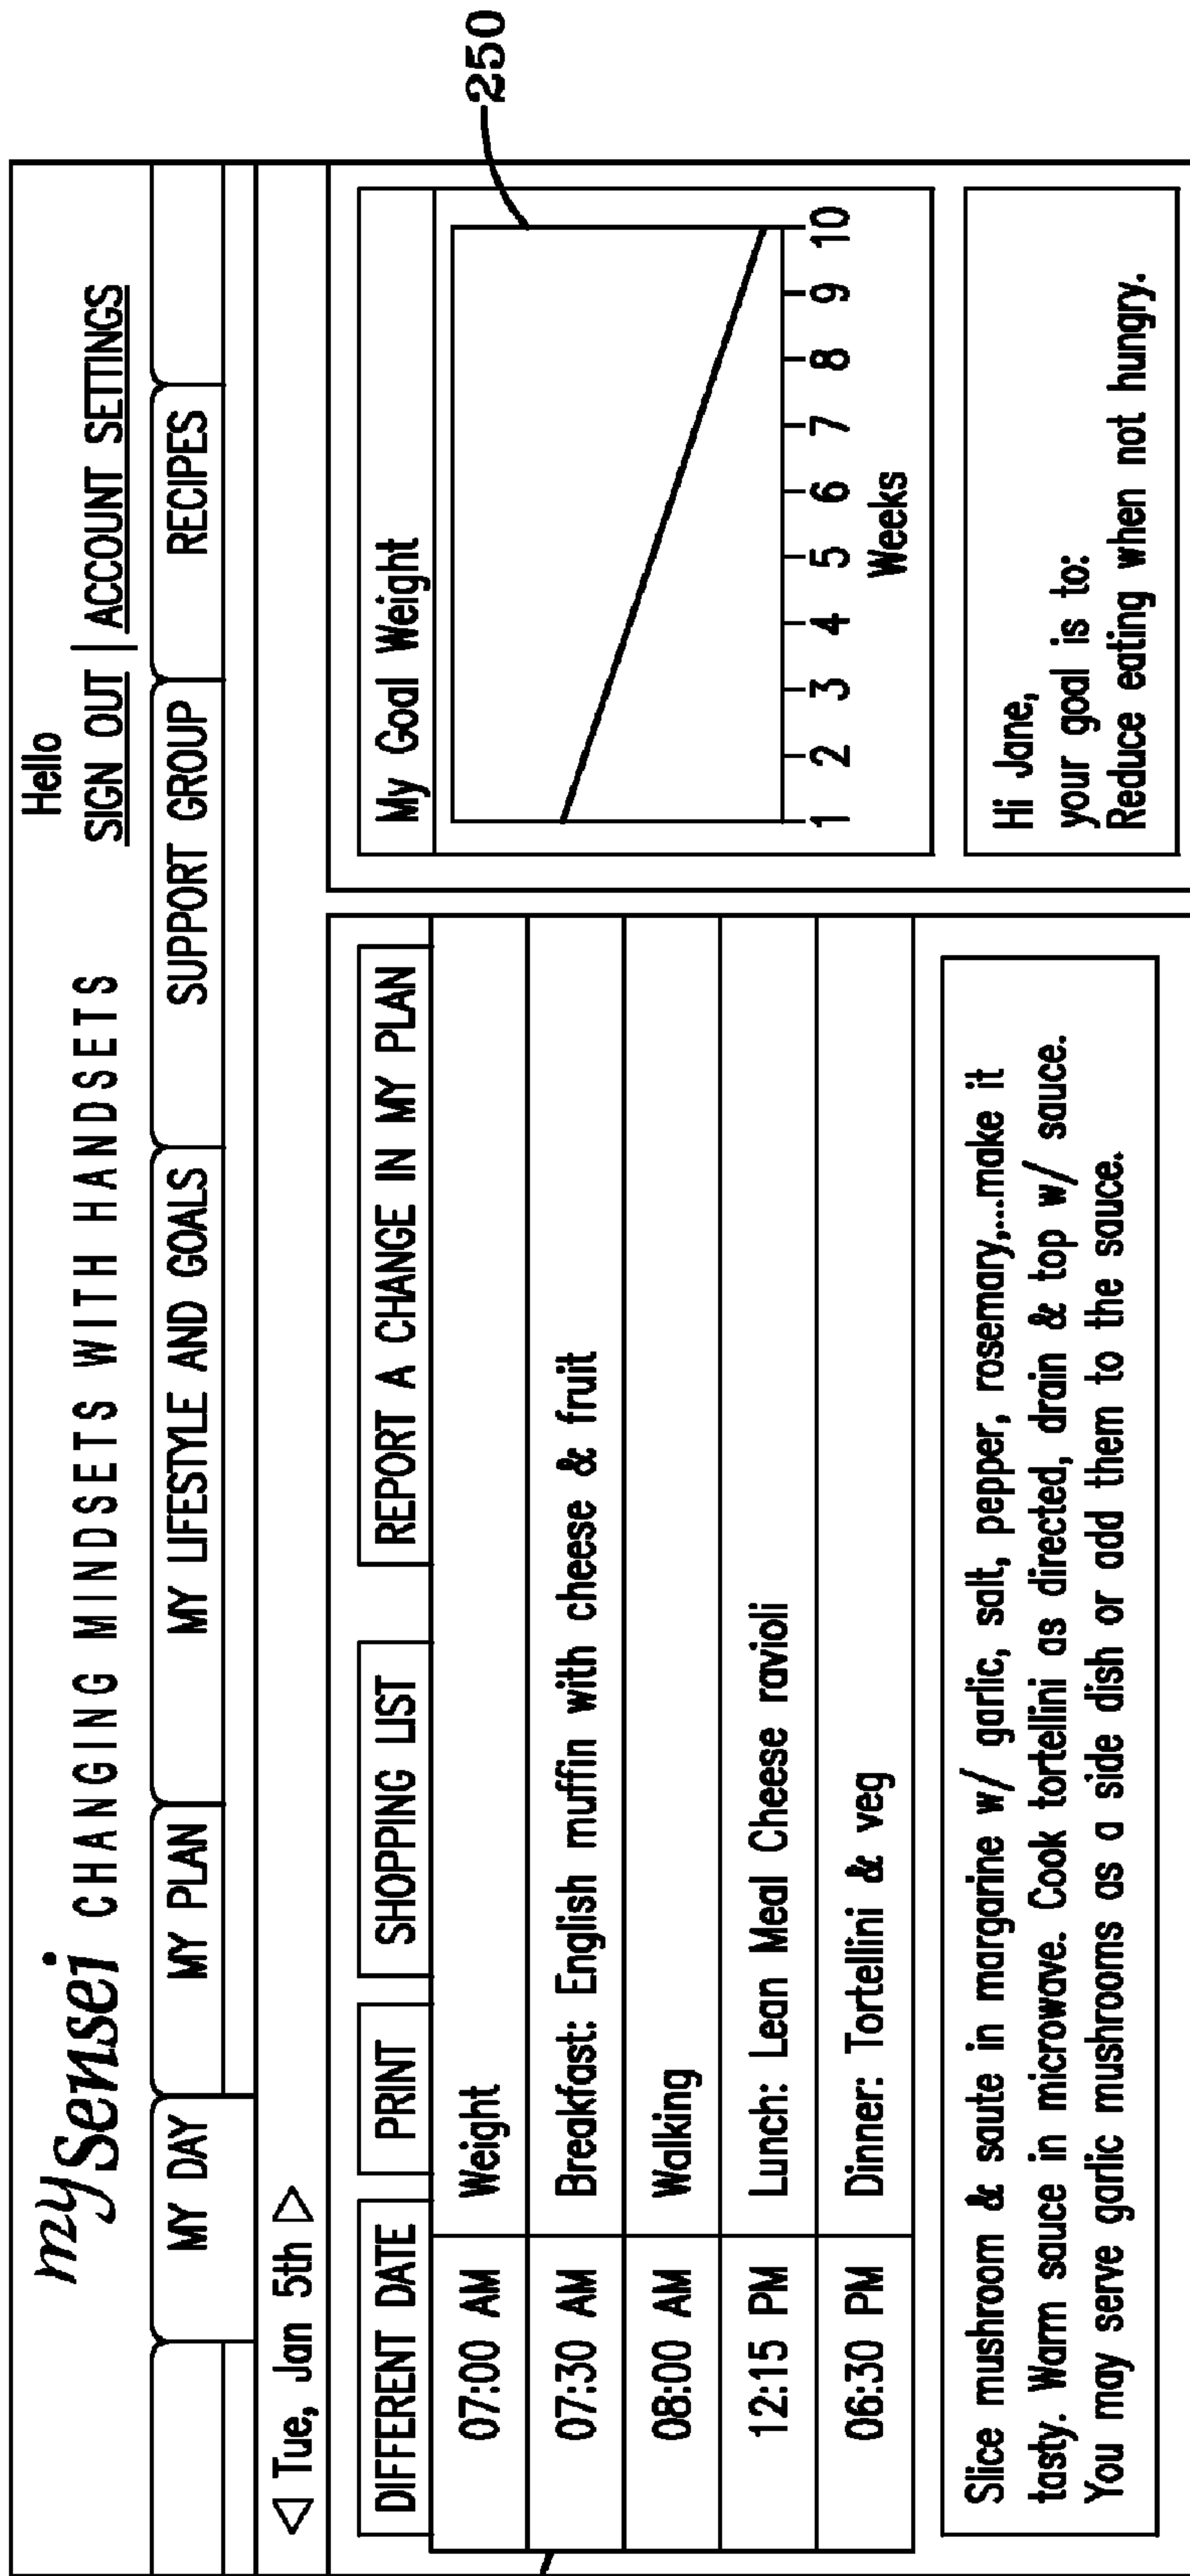 Hello
my Sensei CHANGING MINDSETS WITH HANDSETS
SIGN OUT | ACCOUNT SETTINGS
MY DAY
MY PLAN
MY LIFESTYLE AND GOALS
SUPPORT GROUP
RECIPES
Tue, Jan 5th
DIFFERENT DATE
PRINT
SHOPPING LIST
REPORT A CHANGE IN MY PLAN
07:00 AM Weight
07:30 AM Breakfast: English muffin with cheese & fruit
08:00 AM Walking
12:15 PM Lunch: Lean Meal Cheese ravioli
06:30 PM Dinner: Tortellini & veg
Slice mushroom & saute in margarine w/ garlic, salt, pepper, rosemary,...make it
tasty. Warm sauce in microwave. Cook tortellini as directed, drain & top w/ sauce.
You may serve garlic mushrooms as a side dish or add them to the sauce.
My Goal Weight
1 2 3 4 5 6 7 8 9 10
Weeks
250
Hi Jane,
your goal is to:
Reduce eating when not hungry.